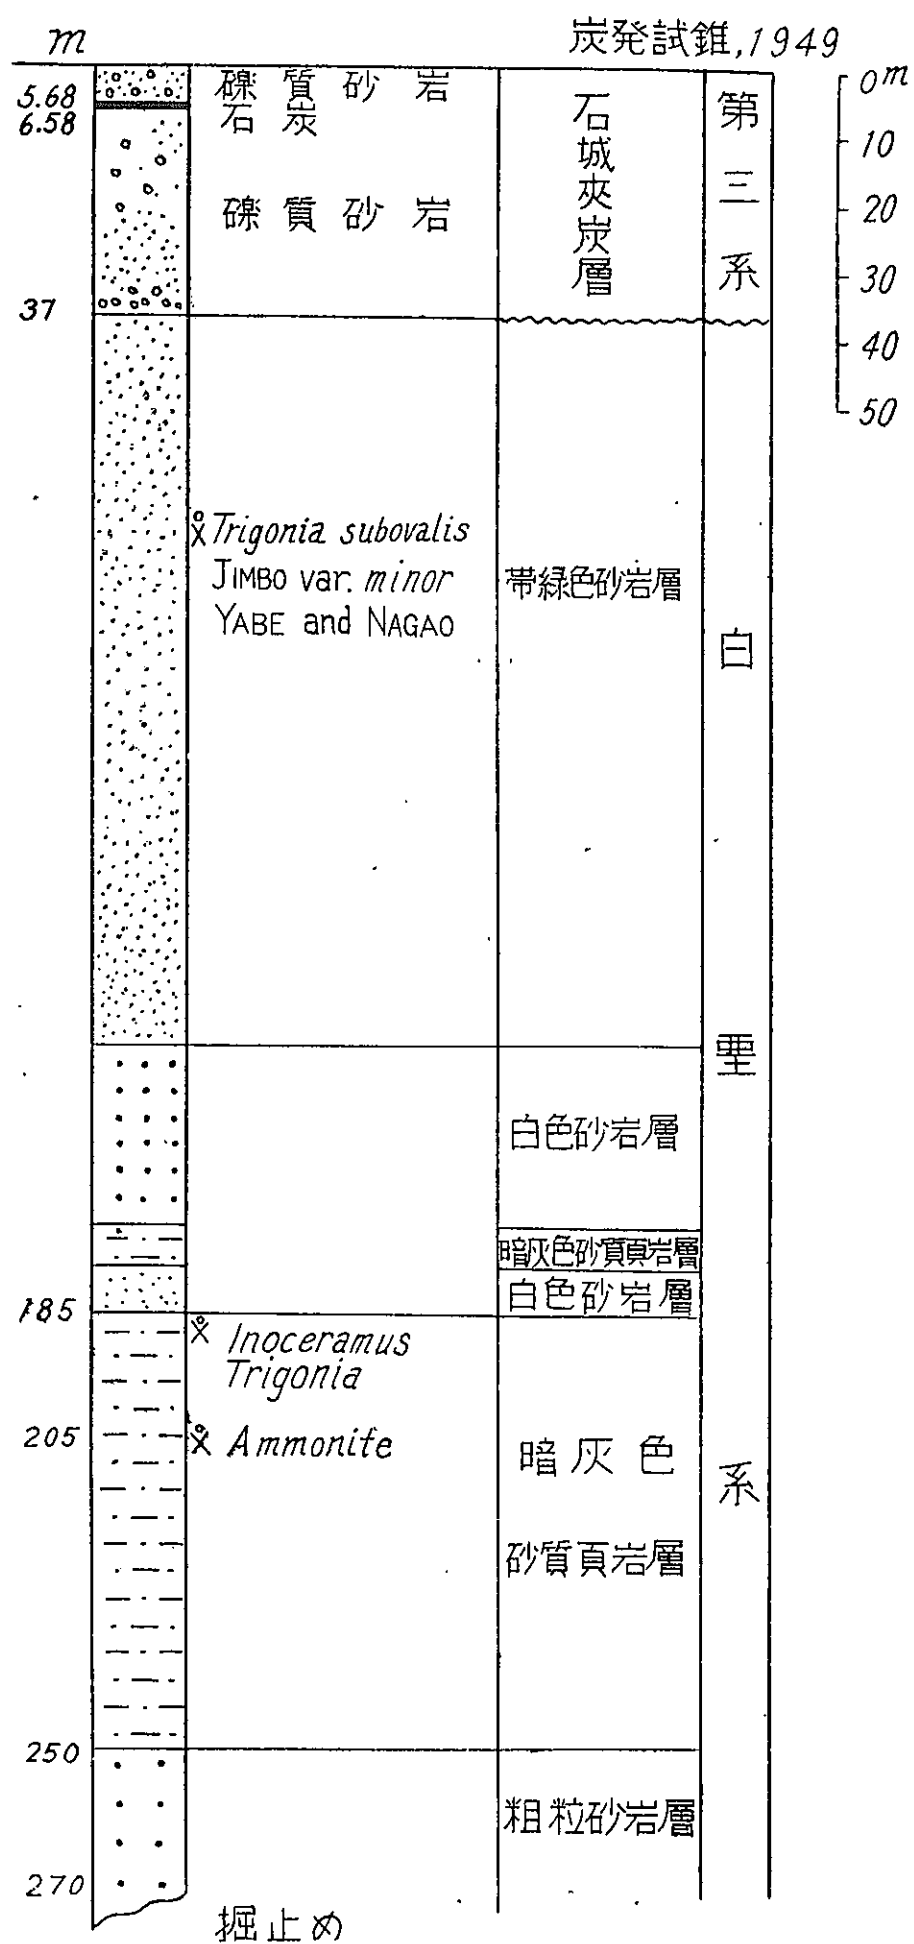 m
炭発試錐,1949
5.68
6.58
37
185
205
250
270
礫質砂岩
石炭
礫質砂岩
Trigonia subovalis
JIMBO var. minor
YABE and NAGAO
Inoceramus
Trigonia
Ammonite
掘止め
石城夾炭層
帯緑色砂岩層
白色砂岩層
暗灰色砂質頁岩層
白色砂岩層
暗灰色
砂質頁岩層
粗粒砂岩層
第三系
白堊系
0m
10
20
30
40
50